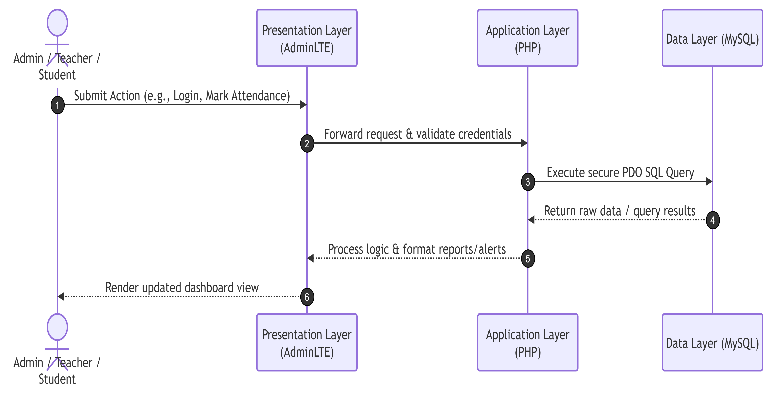 Admin / Teacher /
Student
Presentation Layer
(AdminLTE)
Application Layer
(PHP)
Data Layer (MySQL)
1
Submit Action (e.g., Login, Mark Attendance)
2
Forward request & validate credentials
3
Execute secure PDO SQL Query
Return raw data / query results
4
Process logic & format reports/alerts
5
Render updated dashboard view
6
Admin / Teacher /
Student
Presentation Layer
(AdminLTE)
Application Layer
(PHP)
Data Layer (MySQL)